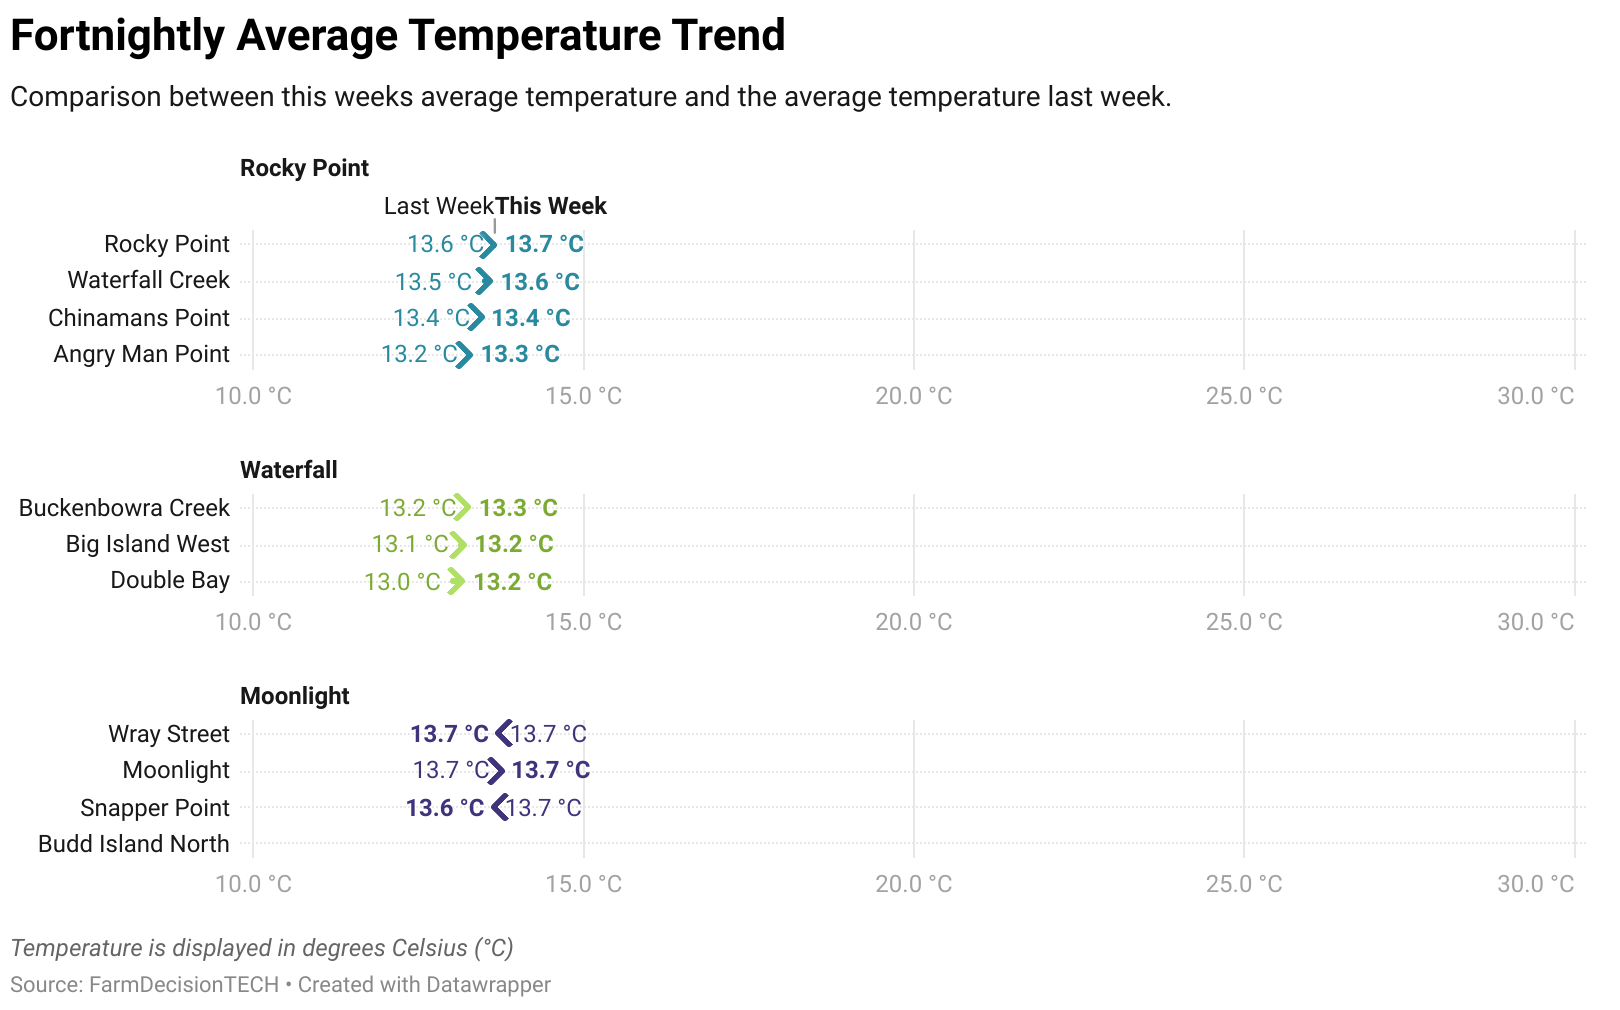 Fortnightly Average Temperature Trend
Comparison between this weeks average temperature and the average temperature last week.
Rocky Point
Last Week This Week
Rocky Point 13.6 °C 13.7 °C
Waterfall Creek 13.5 °C 13.6 °C
Chinamans Point 13.4 °C 13.4 °C
Angry Man Point 13.2 °C 13.3 °C
10.0 °C 15.0 °C 20.0 °C 25.0 °C 30.0 °C
Waterfall
Buckenbowra Creek 13.2 °C 13.3 °C
Big Island West 13.1 °C 13.2 °C
Double Bay 13.0 °C 13.2 °C
10.0 °C 15.0 °C 20.0 °C 25.0 °C 30.0 °C
Moonlight
Wray Street 13.7 °C 13.7 °C
Moonlight 13.7 °C 13.7 °C
Snapper Point 13.6 °C 13.7 °C
Budd Island North
10.0 °C 15.0 °C 20.0 °C 25.0 °C 30.0 °C
Temperature is displayed in degrees Celsius (°C)
Source: FarmDecisionTECH • Created with Datawrapper